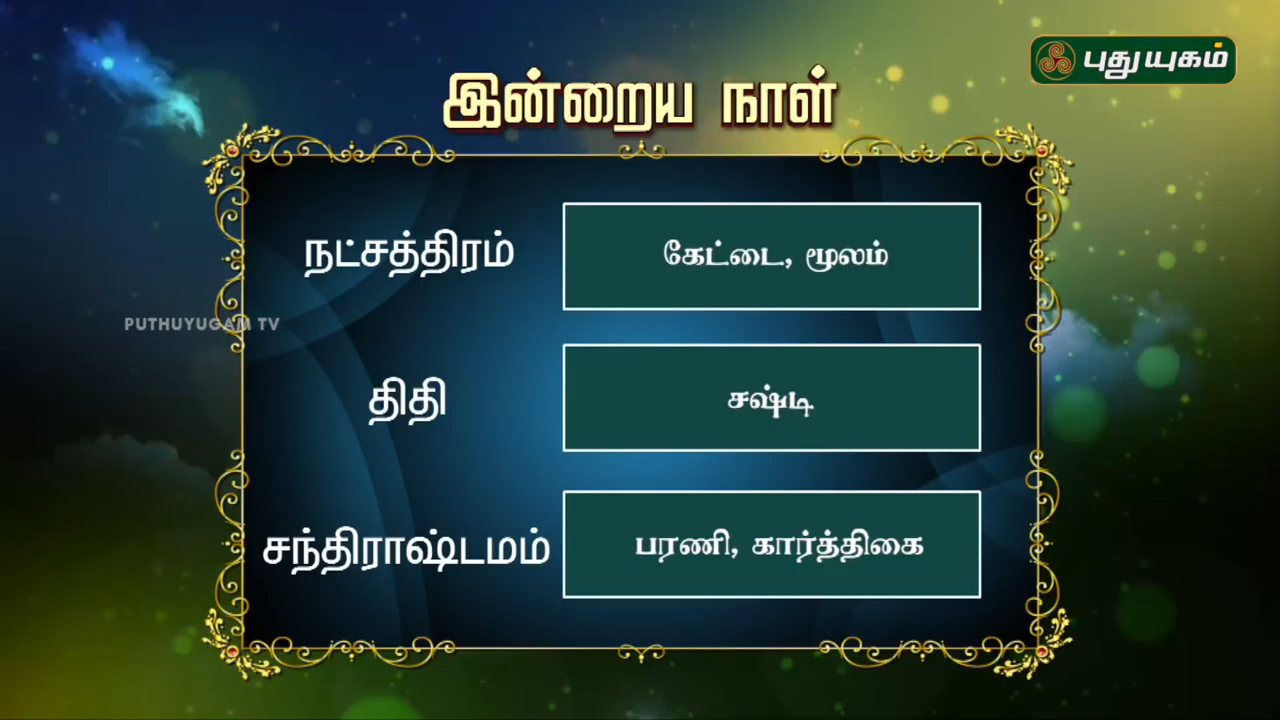 புதுயுகம்
இன்றைய நாள்
நட்சத்திரம் கேட்டை, மூலம்
PUTHUYUGAM TV
திதி சஷ்டி
சந்திராஷ்டமம் பரணி, கார்த்திகை